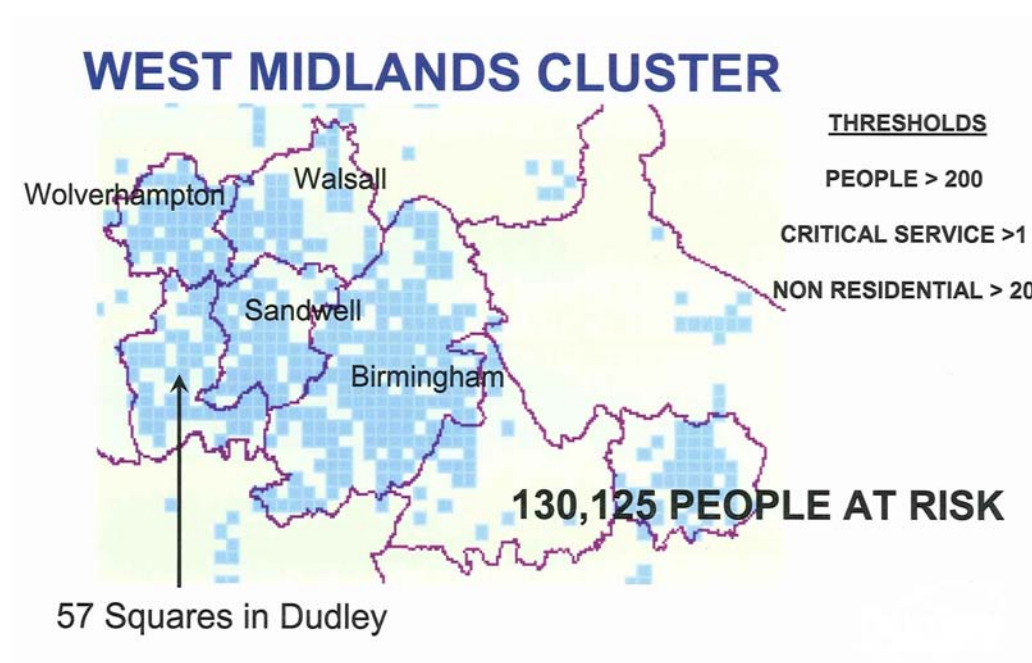 WEST MIDLANDS CLUSTER
THRESHOLDS
PEOPLE > 200
CRITICAL SERVICE >1
NON RESIDENTIAL > 20
Wolverhampton
Walsall
Sandwell
Birmingham
130,125 PEOPLE AT RISK
57 Squares in Dudley